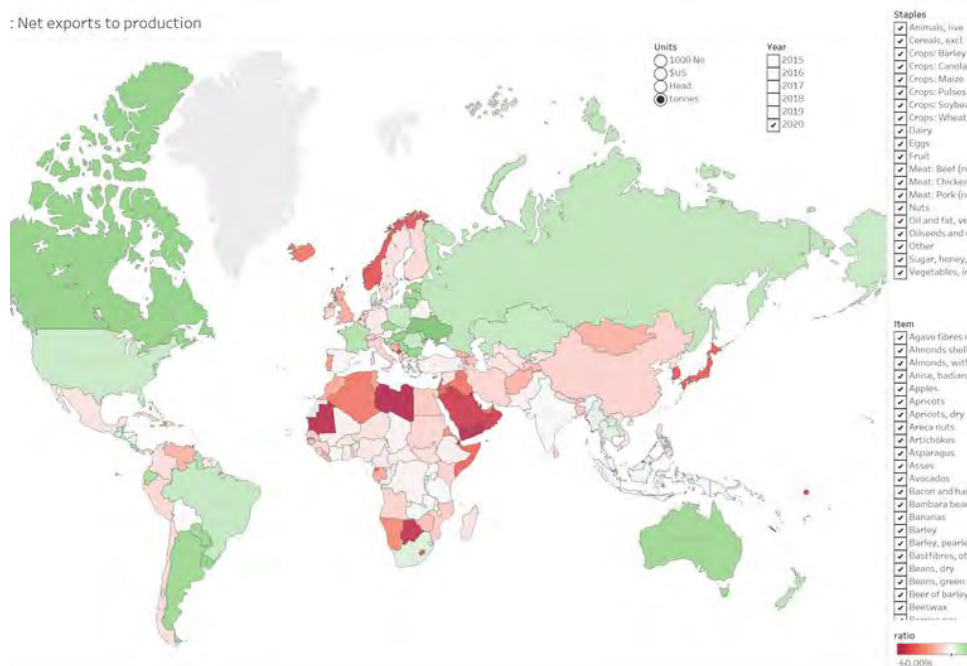 : Net exports to production
Units
1000 No
$US
Head
tonnes
Year
2015
2016
2017
2018
2019
2020
Staples
Animals, live
Cereals, excl.
Crops: Barley
Crops: Canola
Crops: Maize
Crops: Pulses
Crops: Soybea
Crops: Wheat
Dairy
Eggs
Fruit
Meat: Beef (n
Meat: Chicken
Meat: Pork (n
Nuts
Oil and fat, ve
Oilseeds and
Other
Sugar, honey,
Vegetables, in
Item
Agave fibres n
Almonds shell
Almonds, with
Anise, badian
Apples
Apricots
Apricots, dry
Areca nuts
Artichokes
Asparagus
Asses
Avocados
Bacon and ha
Bambara bea
Bananas
Barley
Barley, pearle
Bastfibres, ot
Beans, dry
Beans, green
Beer of barley
Beeswax
ratio
-60.00%